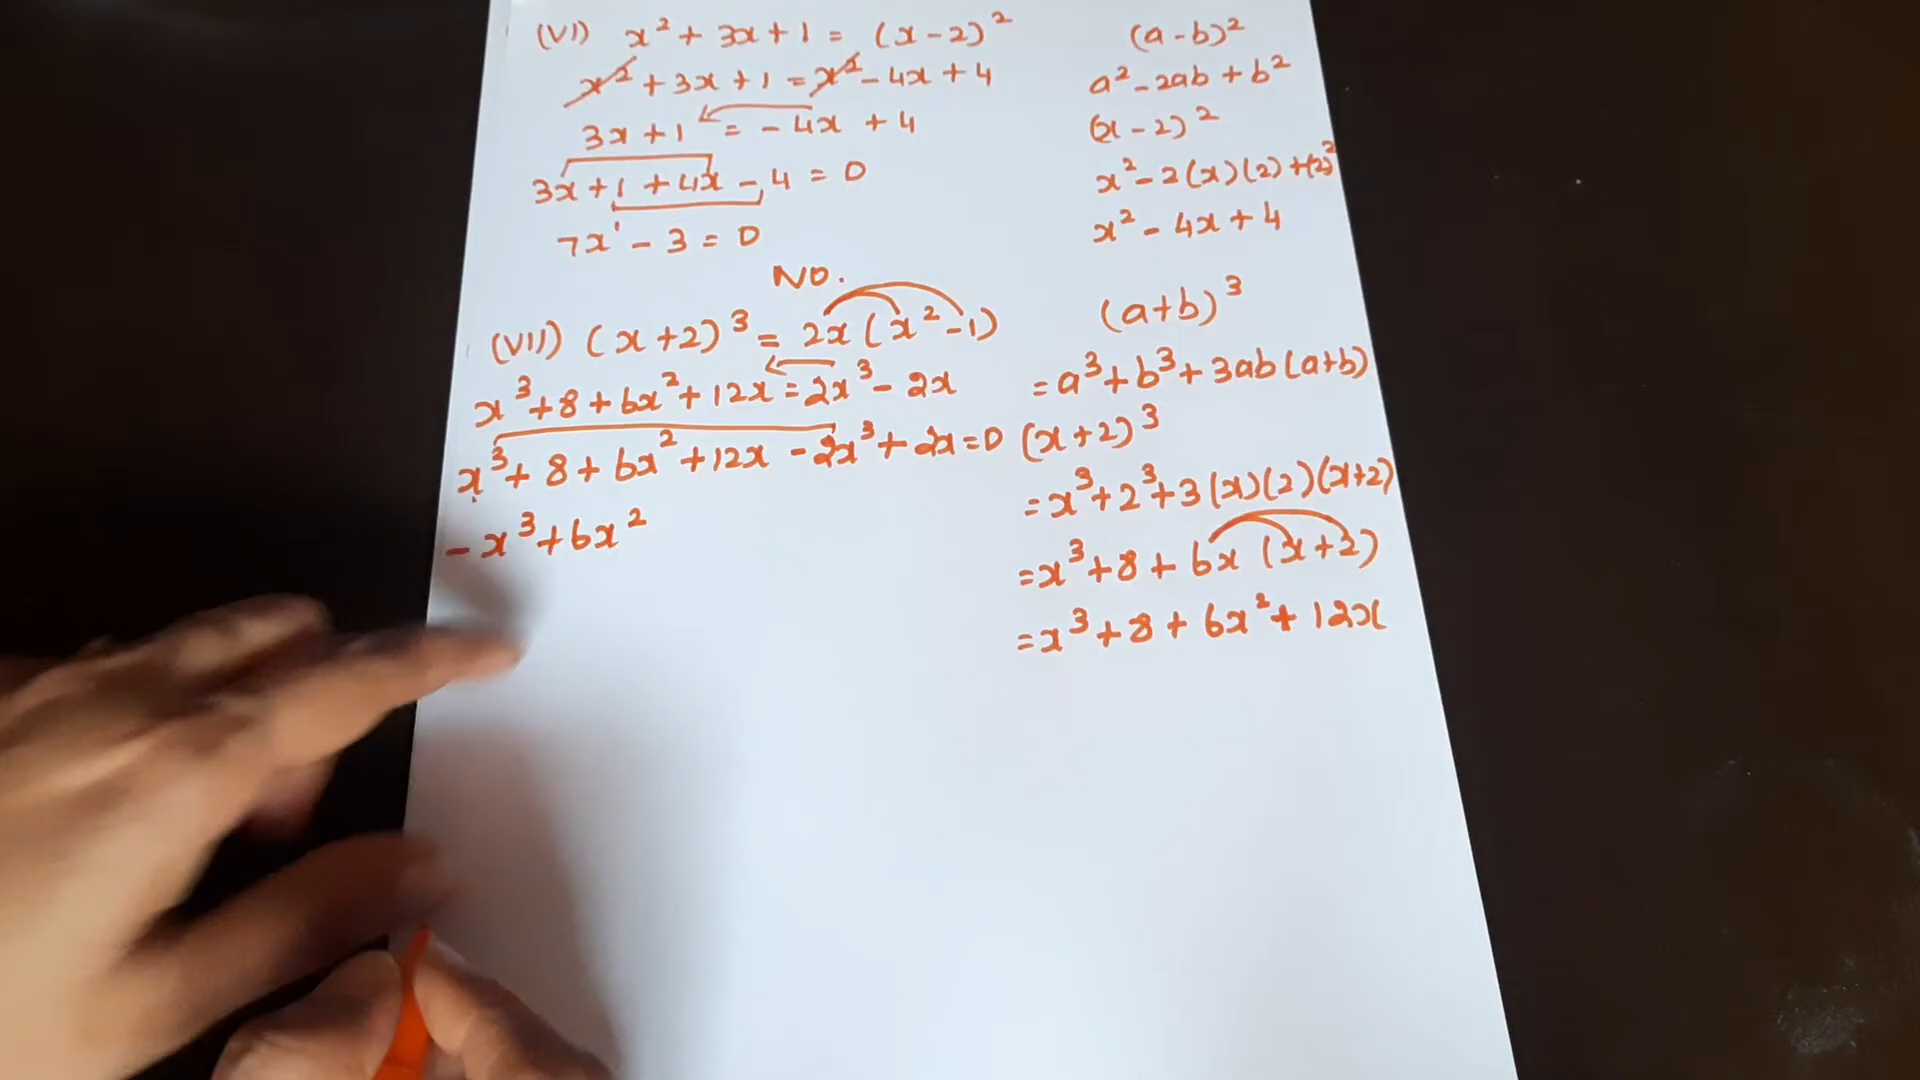 (VI) x² + 3x + 1 = (x - 2)²
x² + 3x + 1 = x² - 4x + 4
3x + 1 = - 4x + 4
3x + 1 + 4x - 4 = 0
7x¹ - 3 = 0
NO.
(a - b)²
a² - 2ab + b²
(x - 2)²
x² - 2(x)(2) + (2)²
x² - 4x + 4
(VII) (x + 2)³ = 2x(x² - 1)
x³ + 8 + 6x² + 12x = 2x³ - 2x
x³ + 8 + 6x² + 12x - 2x³ + 2x = 0
- x³ + 6x²
(a + b)³
= a³ + b³ + 3ab(a + b)
(x + 2)³
= x³ + 2³ + 3(x)(2)(x + 2)
= x³ + 8 + 6x(x + 2)
= x³ + 8 + 6x² + 12x